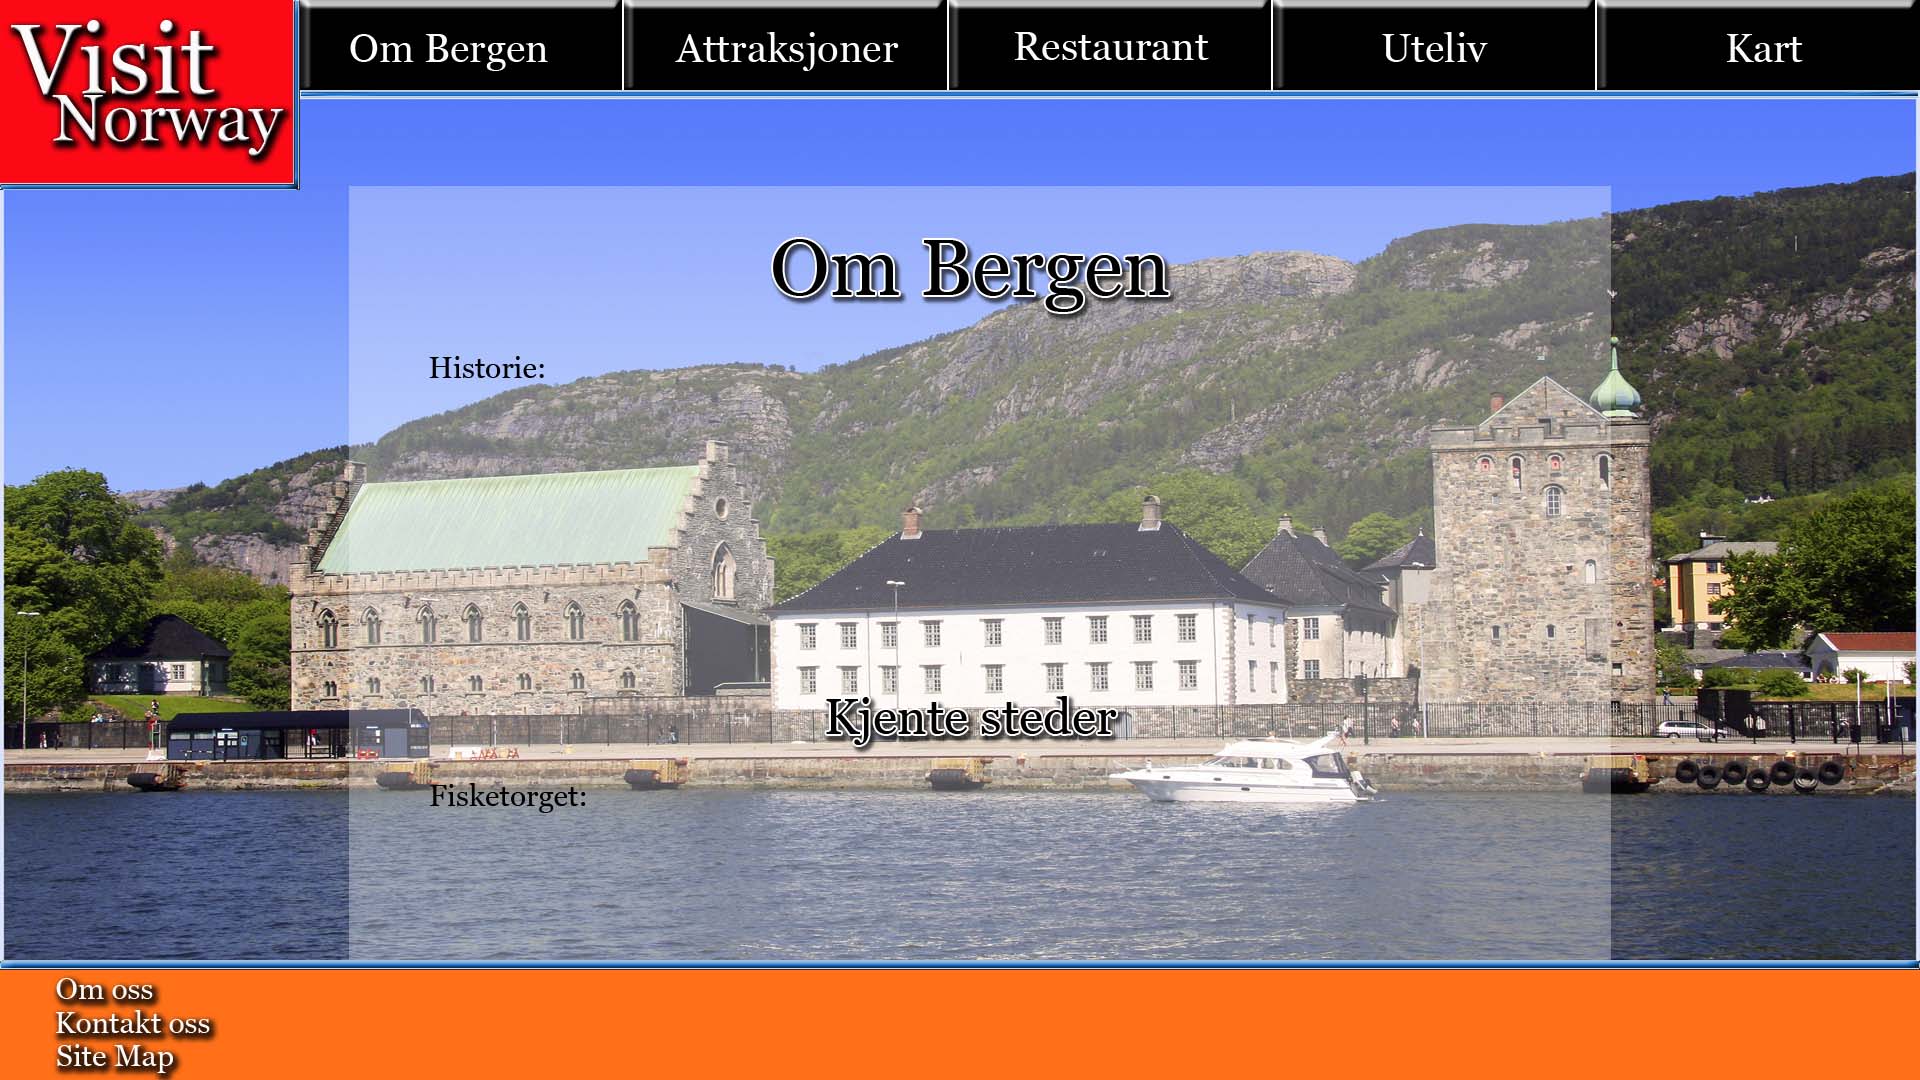 Visit
Norway
Om Bergen
Attraksjoner
Restaurant
Uteliv
Kart
Om Bergen
Historie:
Kjente steder
Fisketorget:
Om oss
Kontakt oss
Site Map